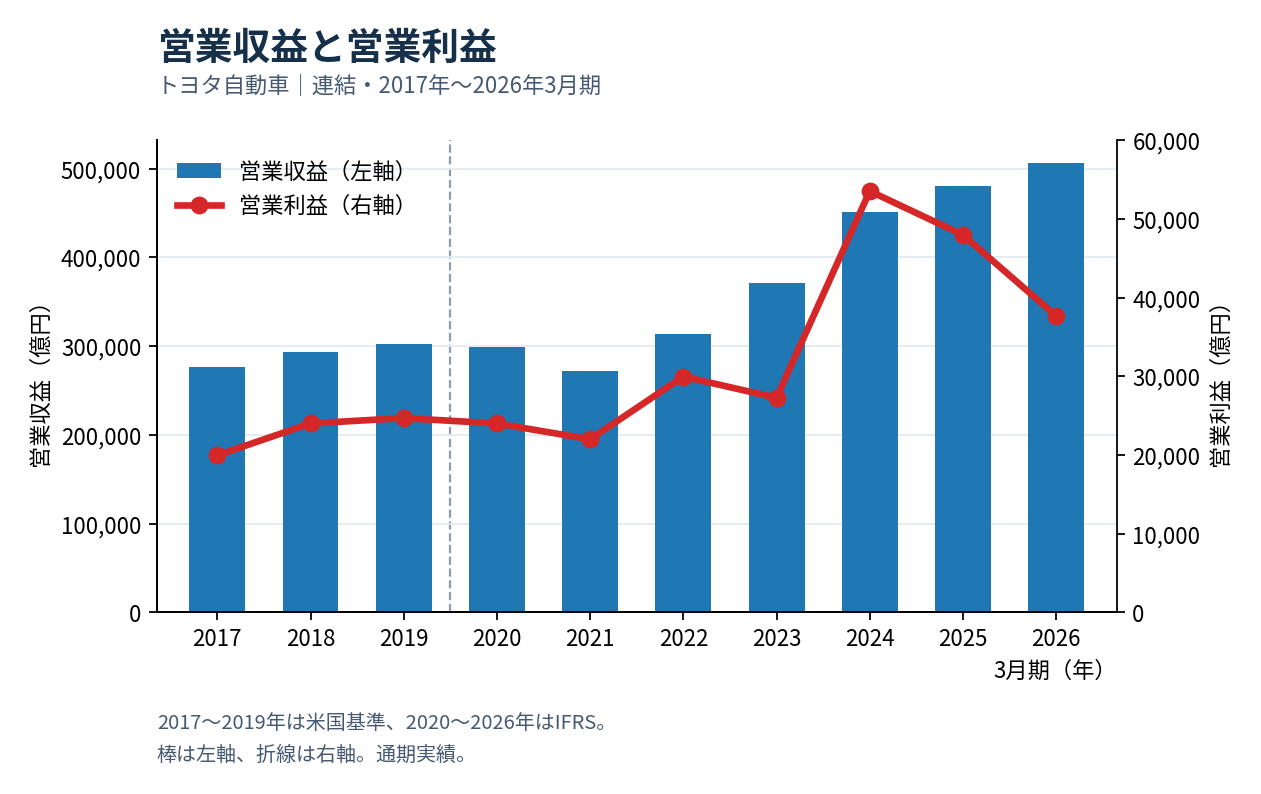 営業収益と営業利益
トヨタ自動車｜連結・2017年～2026年3月期
営業収益（左軸）
営業利益（右軸）
営業収益（億円）
500,000
400,000
300,000
200,000
100,000
0
60,000
50,000
40,000
30,000
20,000
10,000
0
営業利益（億円）
2017 2018 2019 2020 2021 2022 2023 2024 2025 2026
3月期（年）
2017～2019年は米国基準、2020～2026年はIFRS。
棒は左軸、折線は右軸。通期実績。